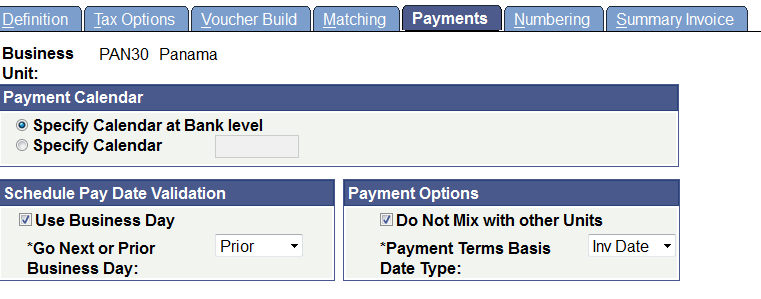 Definition Tax Options Voucher Build Matching Payments Numbering Summary Invoice
Business PAN30 Panama
Unit:
Payment Calendar
Specify Calendar at Bank level
Specify Calendar
Schedule Pay Date Validation
Use Business Day
*Go Next or Prior Prior
Business Day:
Payment Options
Do Not Mix with other Units
*Payment Terms Basis Inv Date
Date Type: